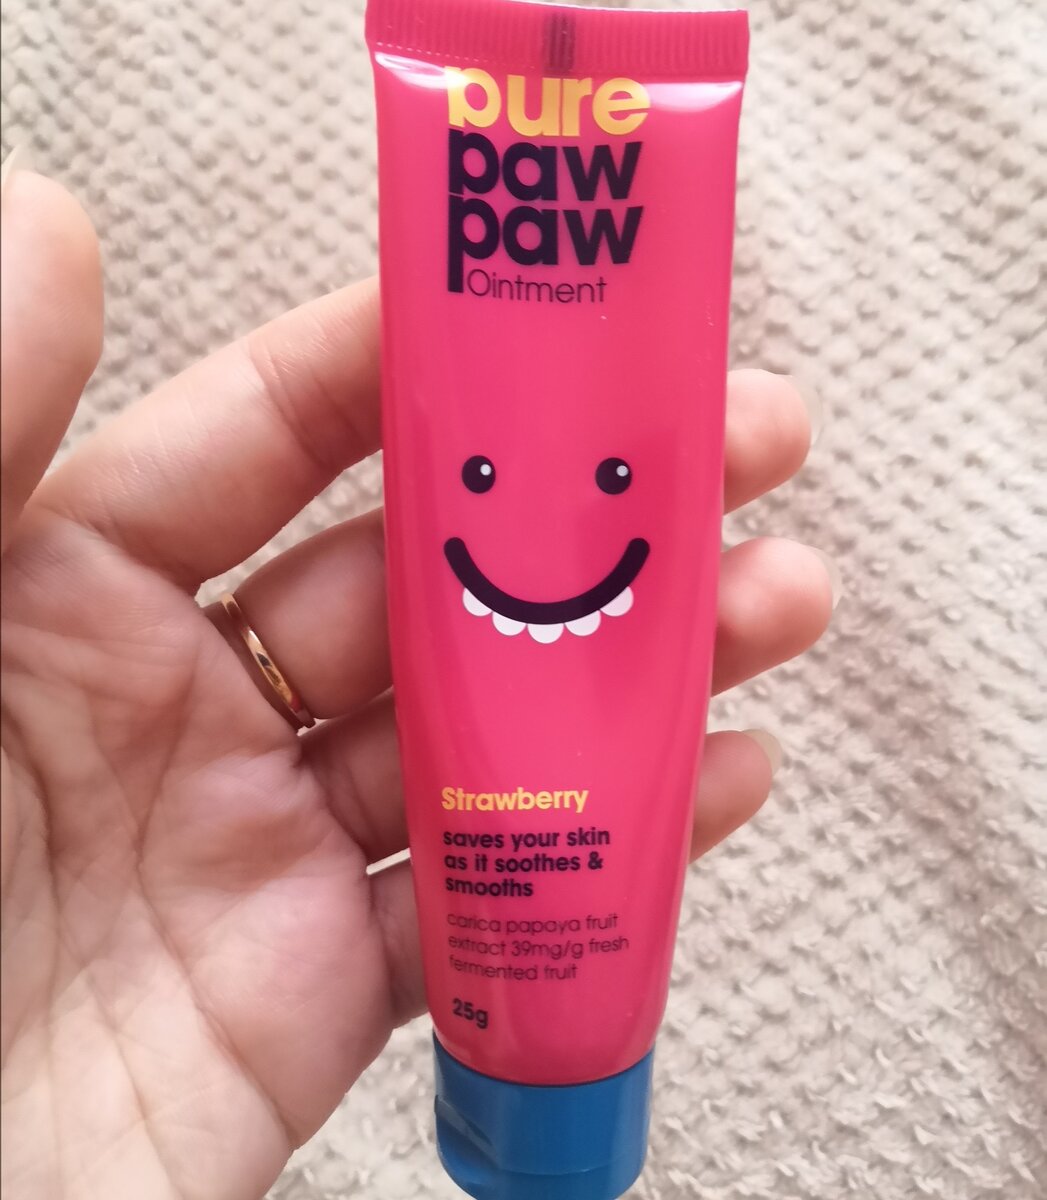 pure
paw
paw
Ointment
Strawberry
saves your skin
as it soothes &
smooths
carica papaya fruit
extract 39mg/g fresh
fermented fruit
25g